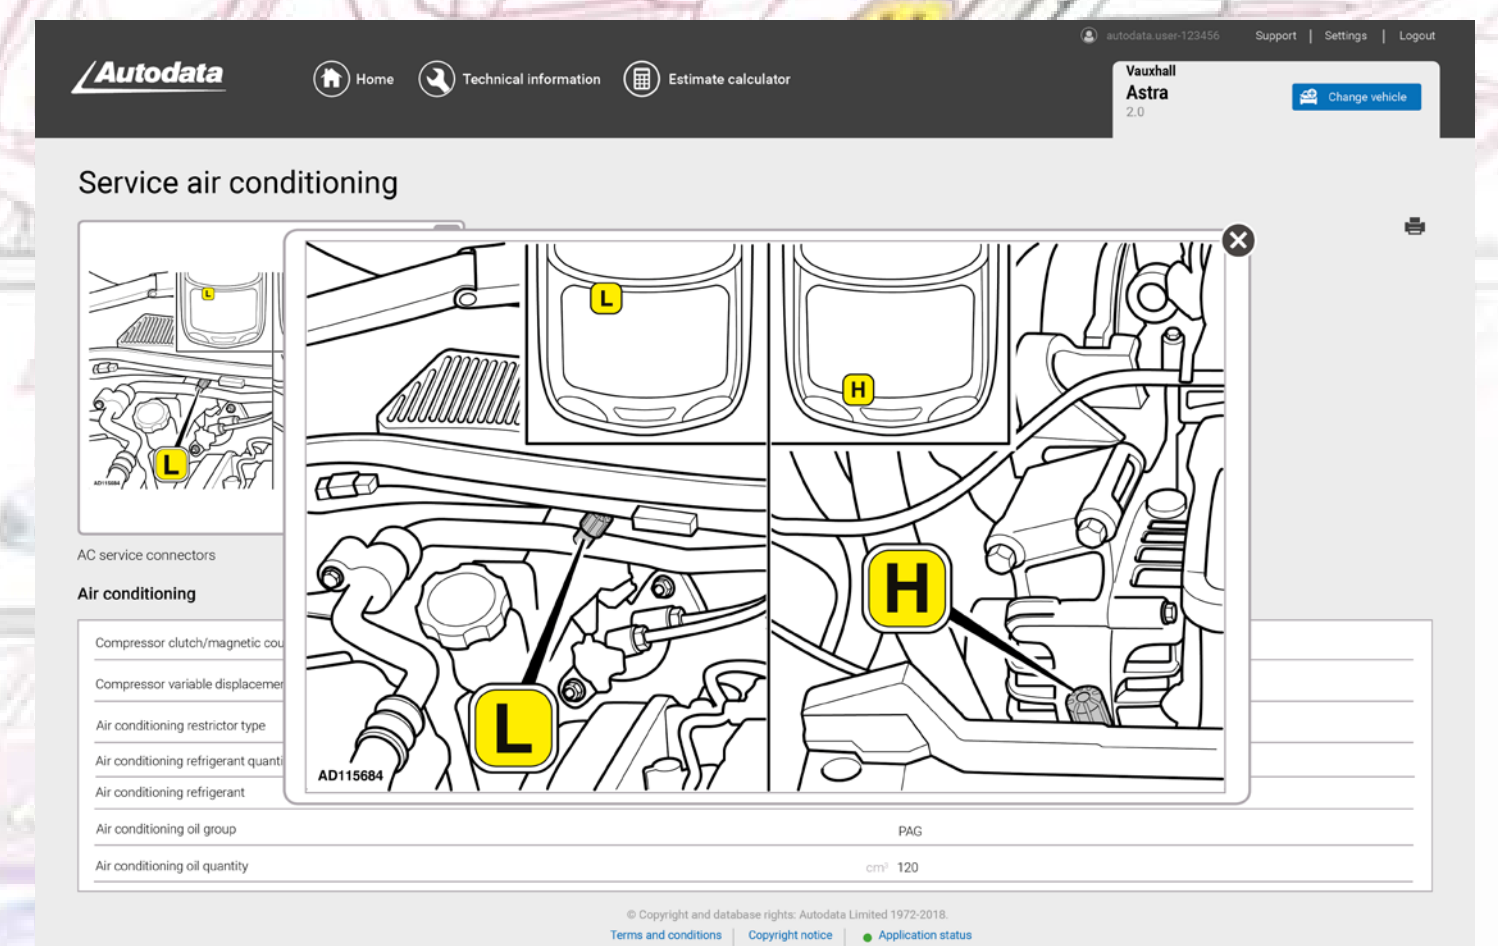 autodata.user-123456 Support | Settings | Logout
Autodata
Home
Technical information
Estimate calculator
Vauxhall
Astra
2.0
Change vehicle
Service air conditioning
L
L
AD115684
L
H
L
H
AD115684
AC service connectors
Air conditioning
Compressor clutch/magnetic cou
Compressor variable displacemen
Air conditioning restrictor type
Air conditioning refrigerant quanti
Air conditioning refrigerant
Air conditioning oil group PAG
Air conditioning oil quantity cm³ 120
© Copyright and database rights: Autodata Limited 1972-2018.
Terms and conditions | Copyright notice | Application status